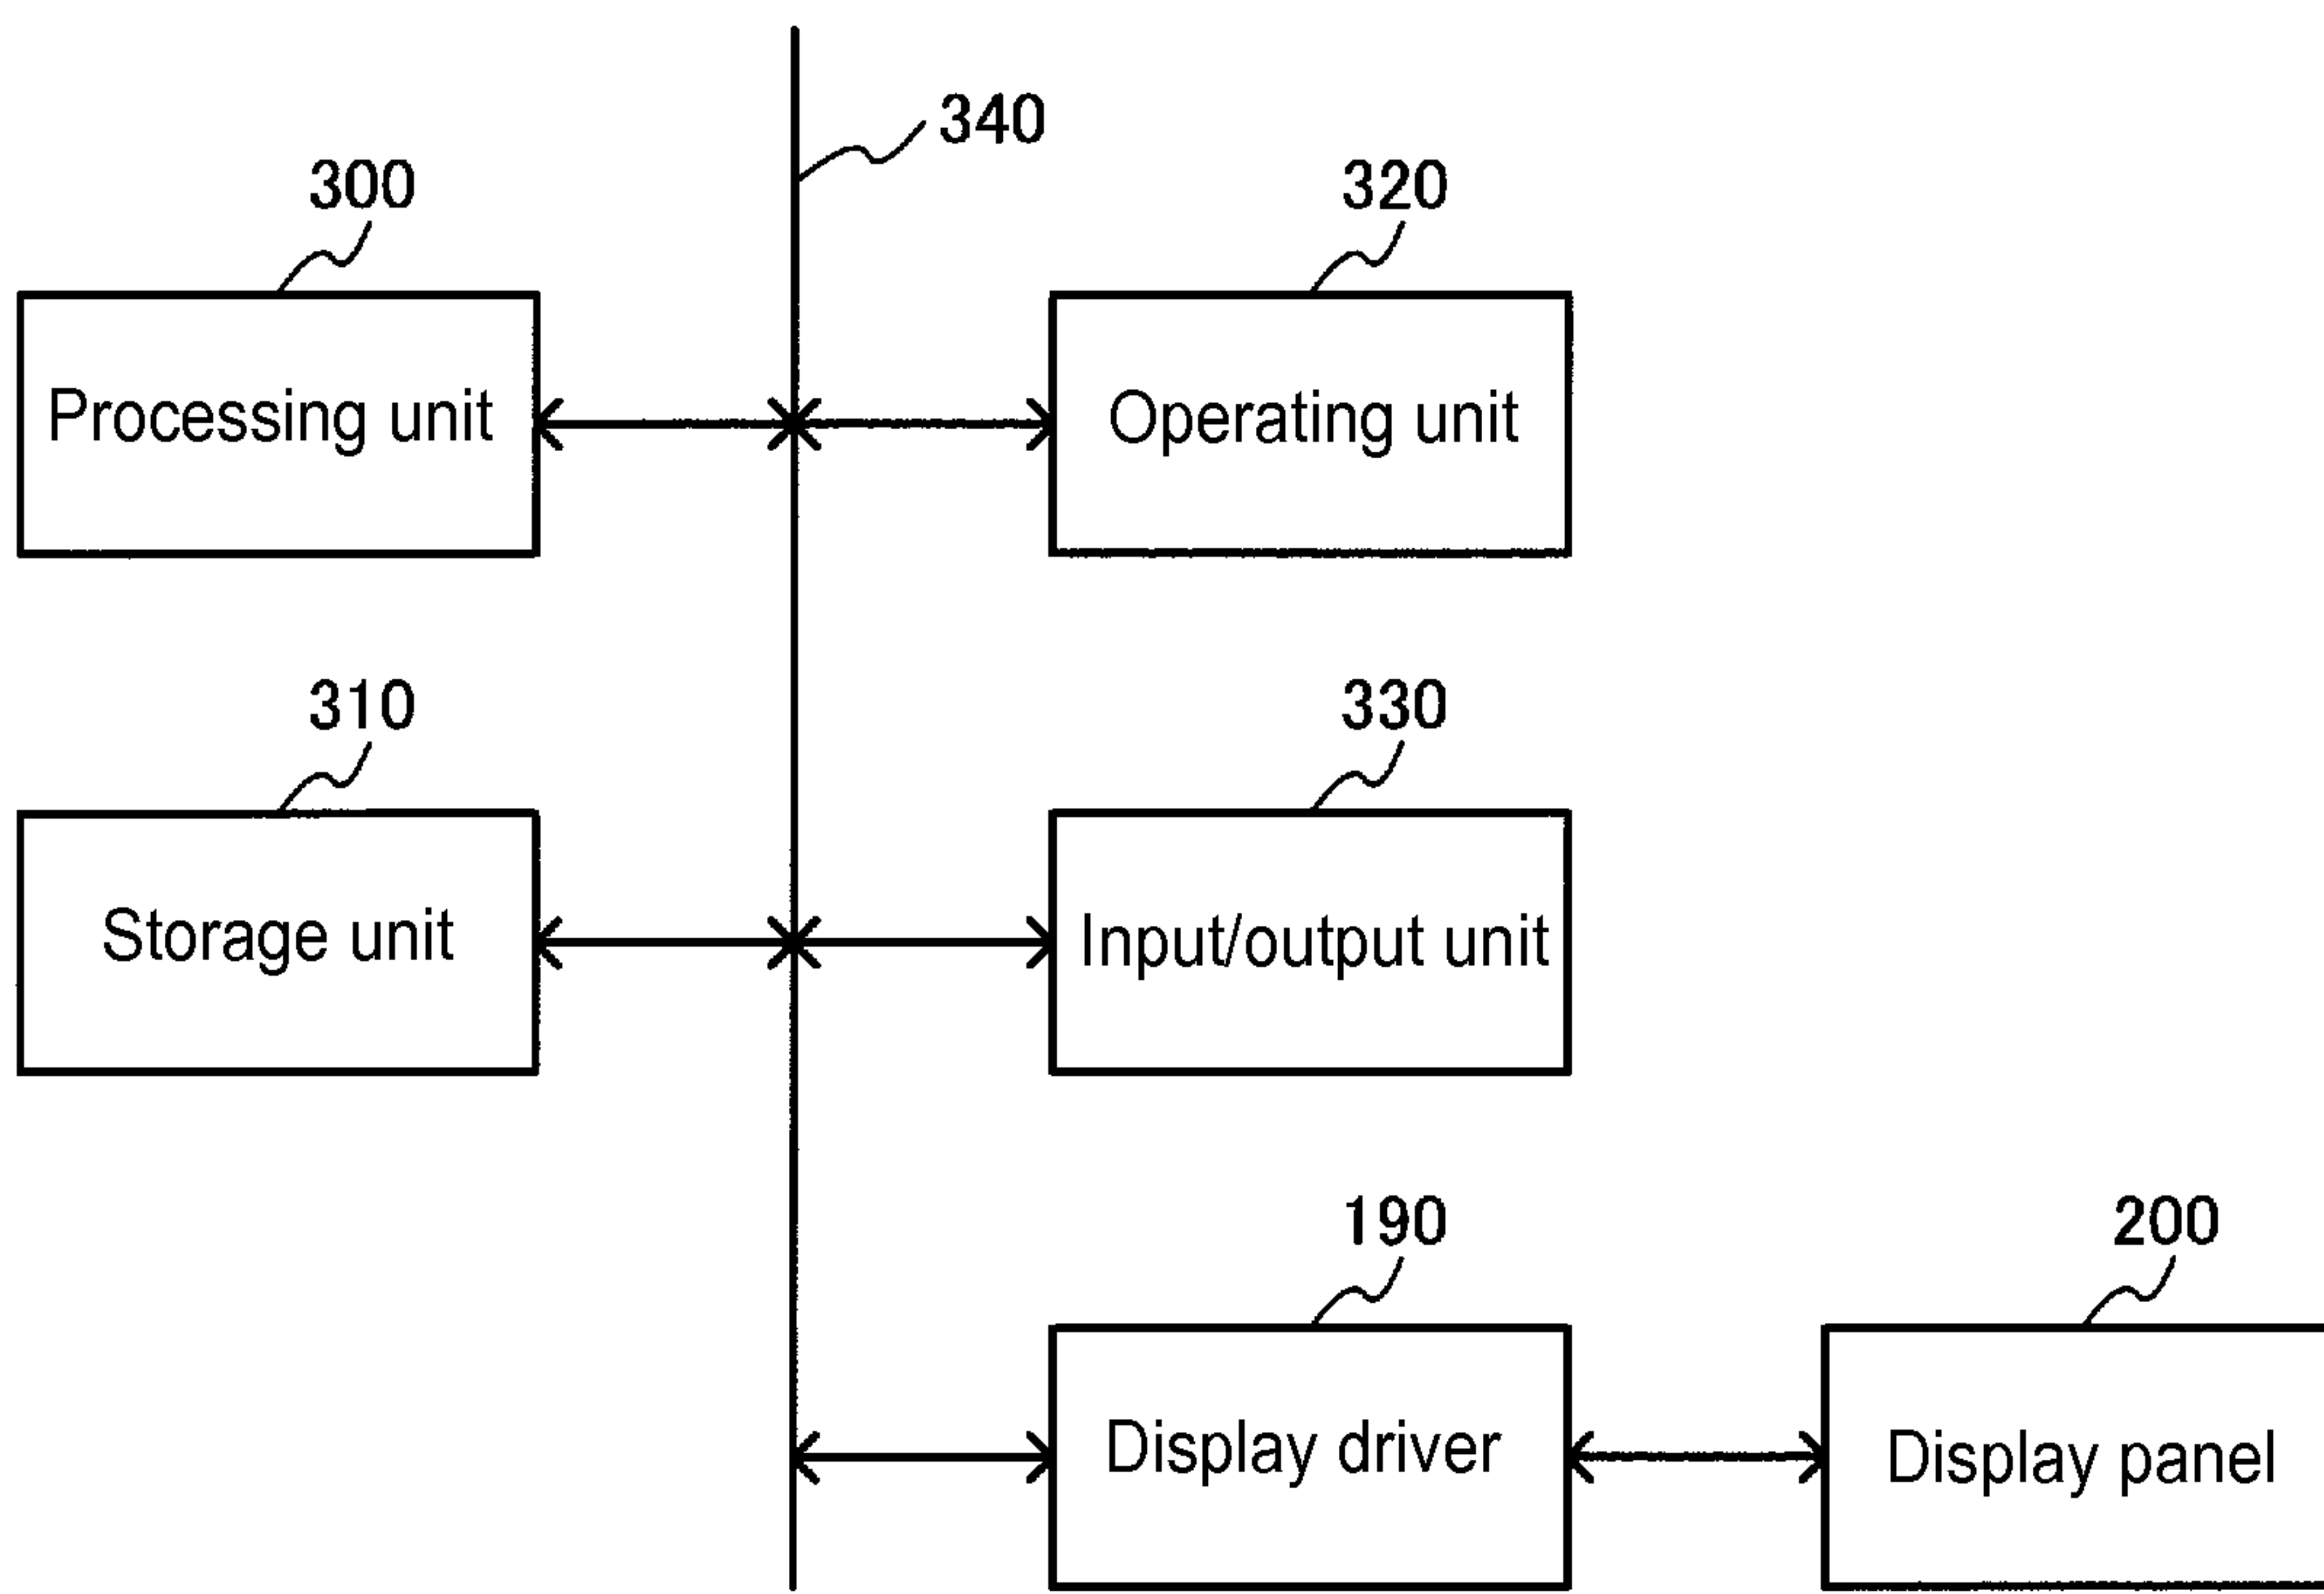 340
300
320
Processing unit
Operating unit
310
330
Storage unit
Input/output unit
190
200
Display driver
Display panel